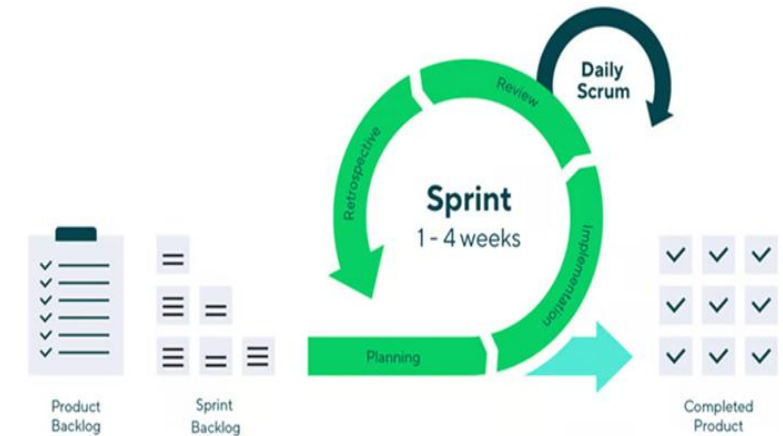 Daily
Scrum
Review
Retrospective
Sprint
1 - 4 weeks
Implementation
Planning
Product
Backlog
Sprint
Backlog
Completed
Product